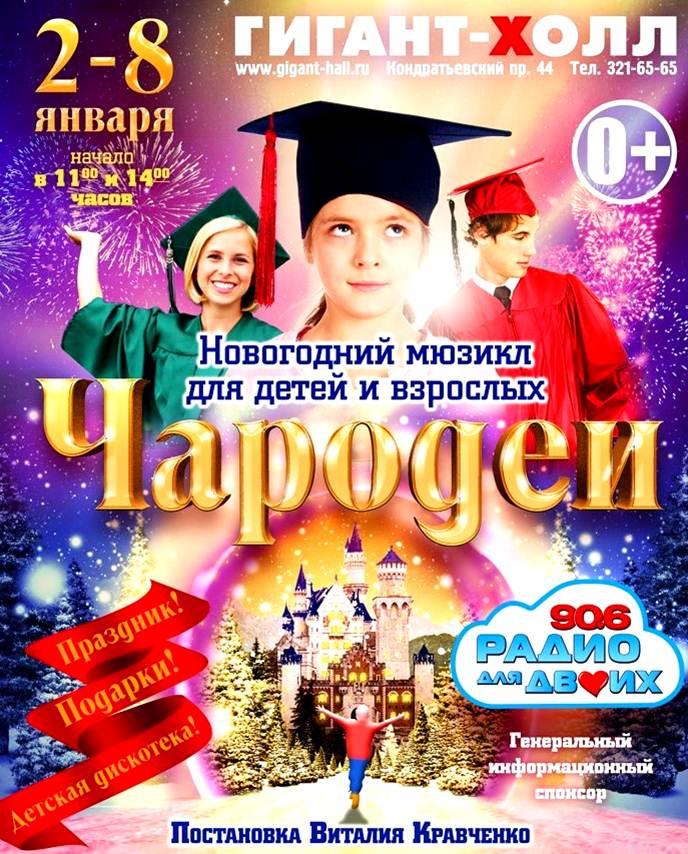 ГИГАНТ-ХОЛЛ
www.gigant-hall.ru Кондратьевский пр. 44 Тел. 321-65-65
2-8
января
начало
в 11⁰⁰ и 14⁰⁰
часов
0+
Новогодний мюзикл
для детей и взрослых
Чародеи
Праздник!
Подарки!
Детская дискотека!
90.6
РАДИО
ДЛЯ ДВОИХ
Генеральный
информационный
спонсор
Постановка Виталия Кравченко